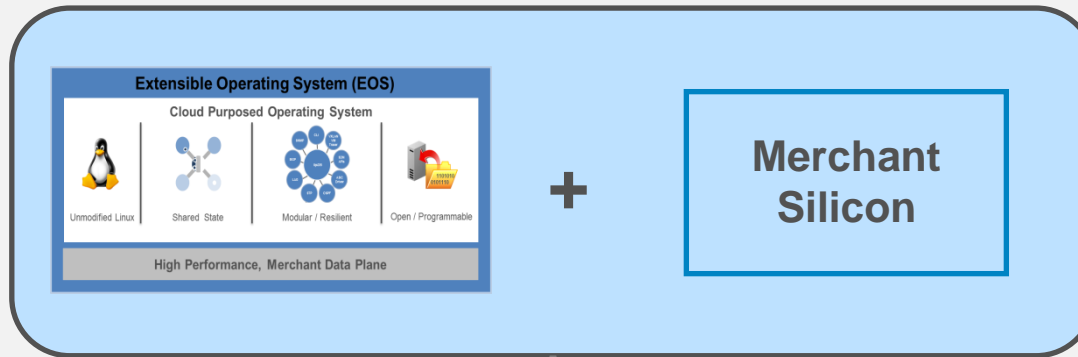 Extensible Operating System (EOS)
Cloud Purposed Operating System
Unmodified Linux
Shared State
Modular / Resilient
Open / Programmable
High Performance, Merchant Data Plane
+
Merchant
Silicon